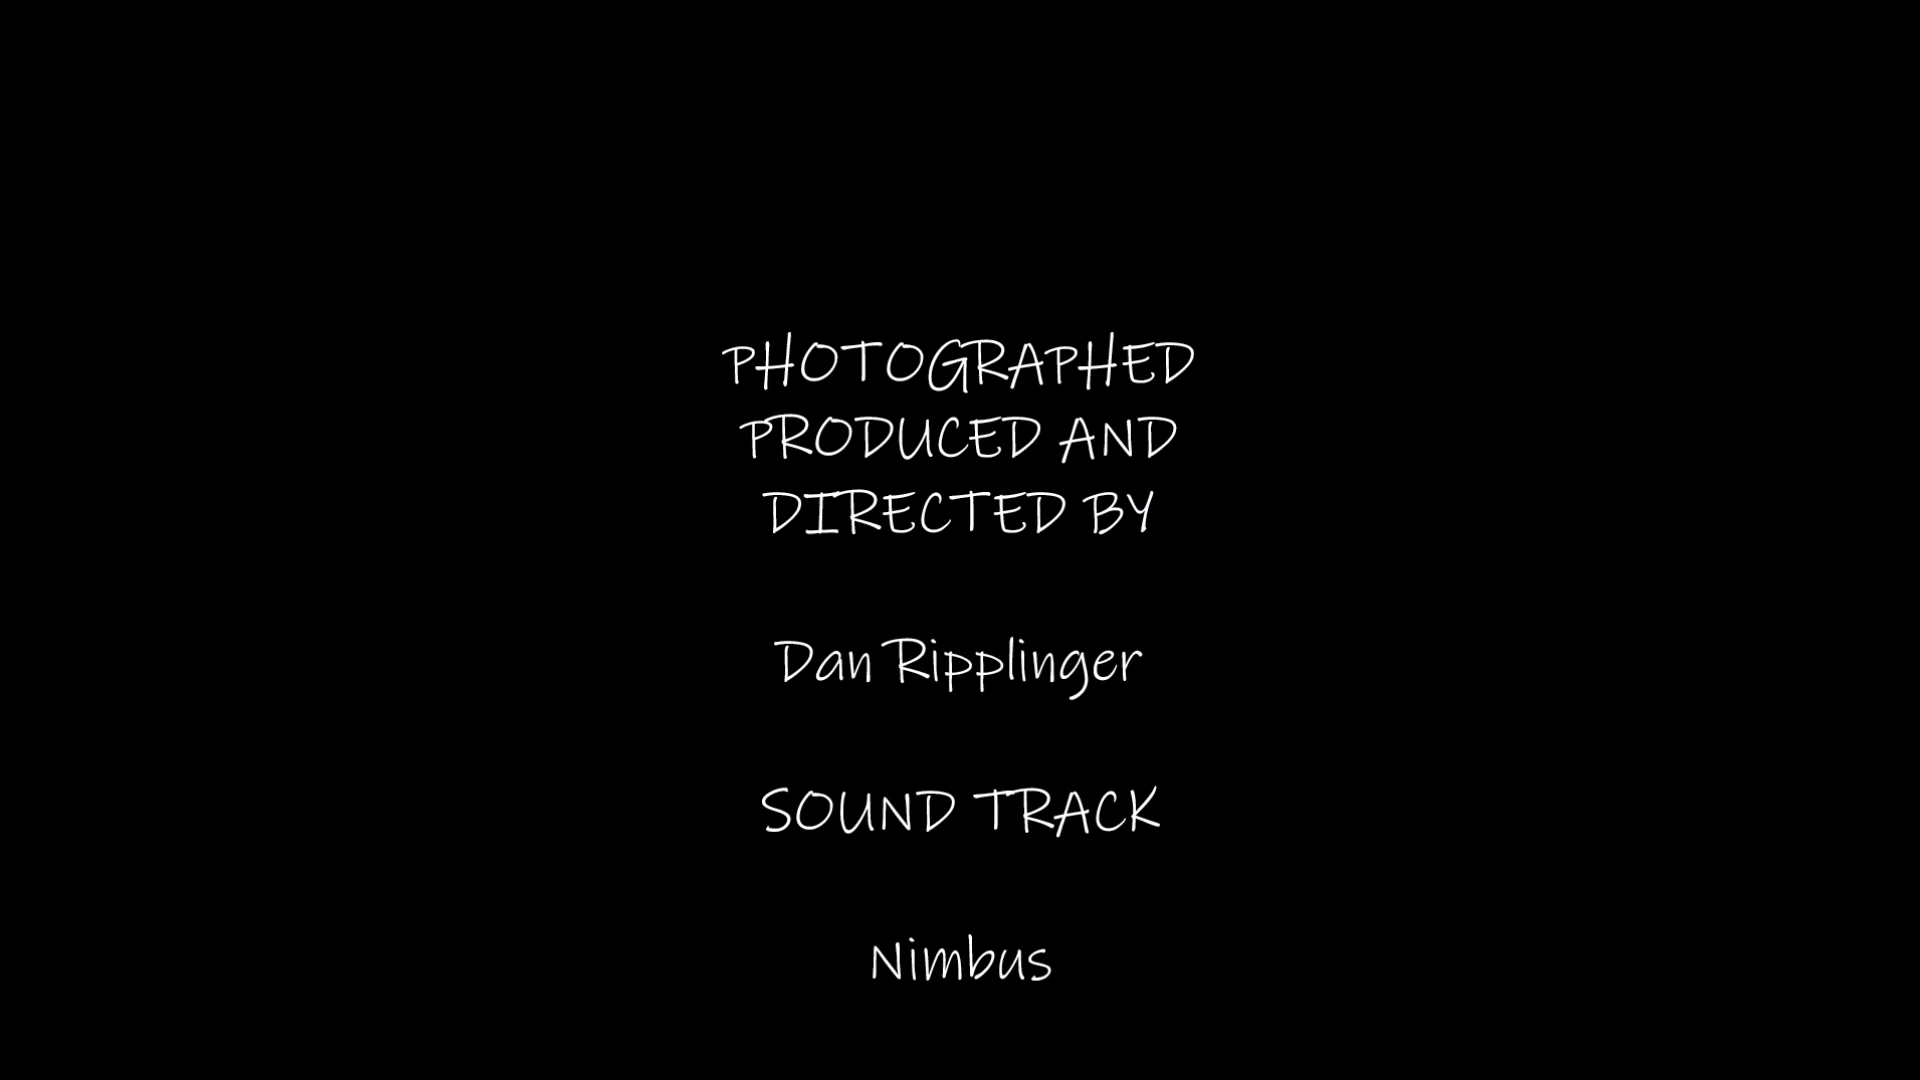 PHOTOGRAPHED
PRODUCED AND
DIRECTED BY
Dan Ripplinger
SOUND TRACK
Nimbus